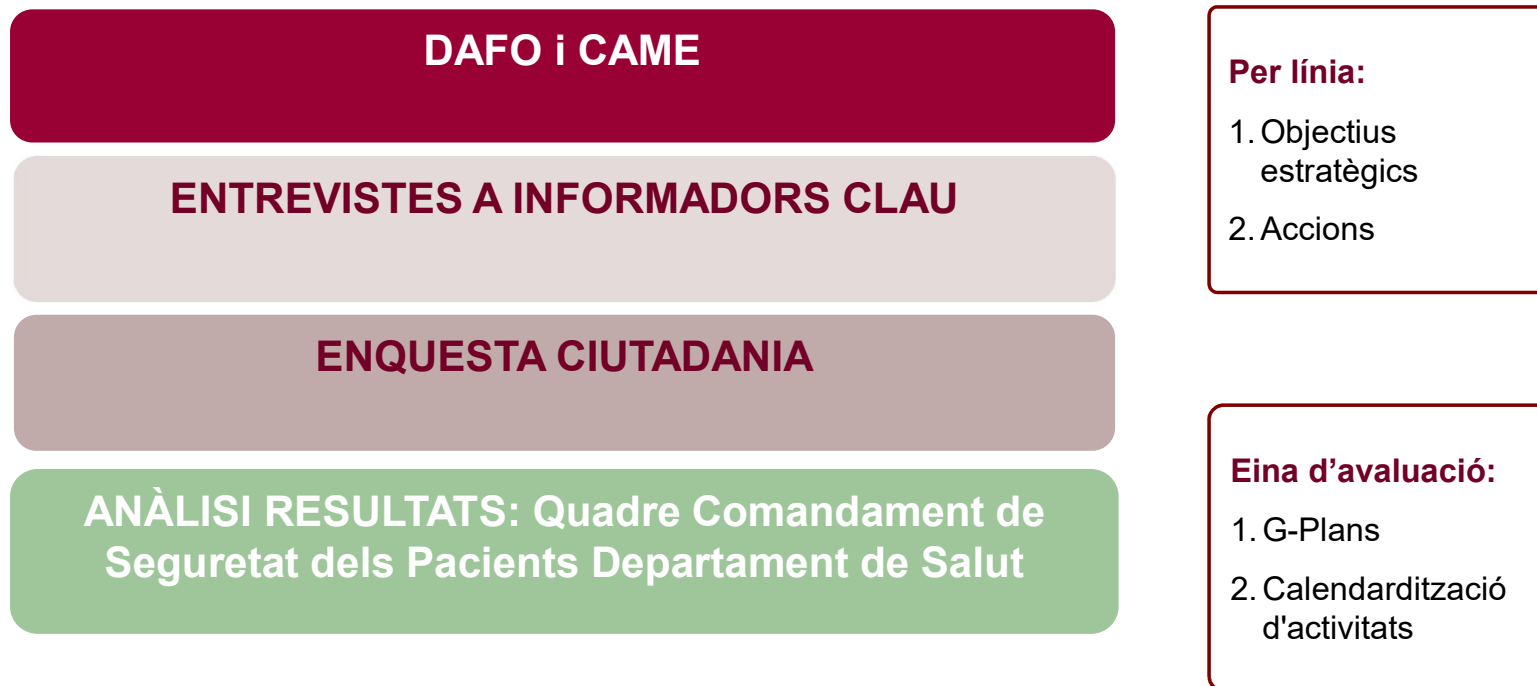 DAFO i CAME
ENTREVISTES A INFORMADORS CLAU
ENQUESTA CIUTADANIA
ANÀLISI RESULTATS: Quadre Comandament de
Seguretat dels Pacients Departament de Salut
Per línia:
1. Objectius
estratègics
2. Accions
Eina d’avaluació:
1. G-Plans
2. Calendardització
d'activitats